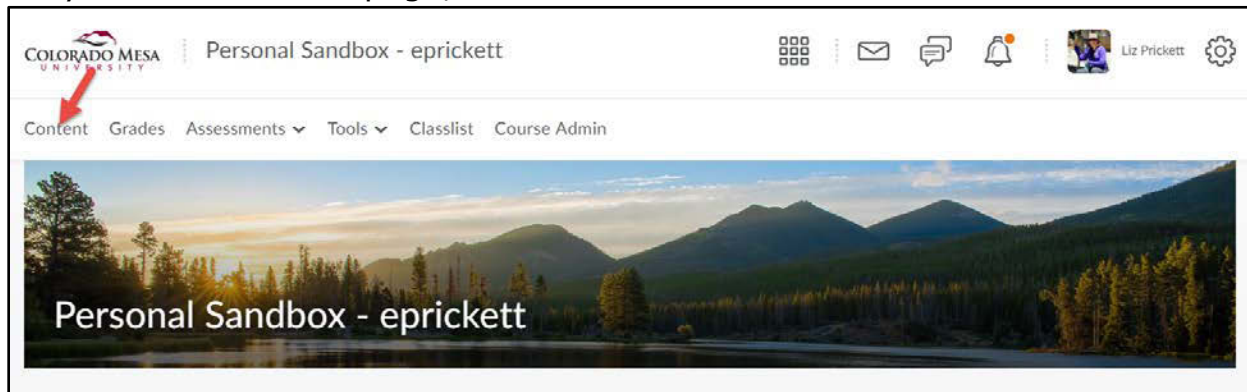 COLORADO MESA
UNIVERSITY
Personal Sandbox - eprickett
Liz Prickett
Content Grades Assessments Tools Classlist Course Admin
Personal Sandbox - eprickett